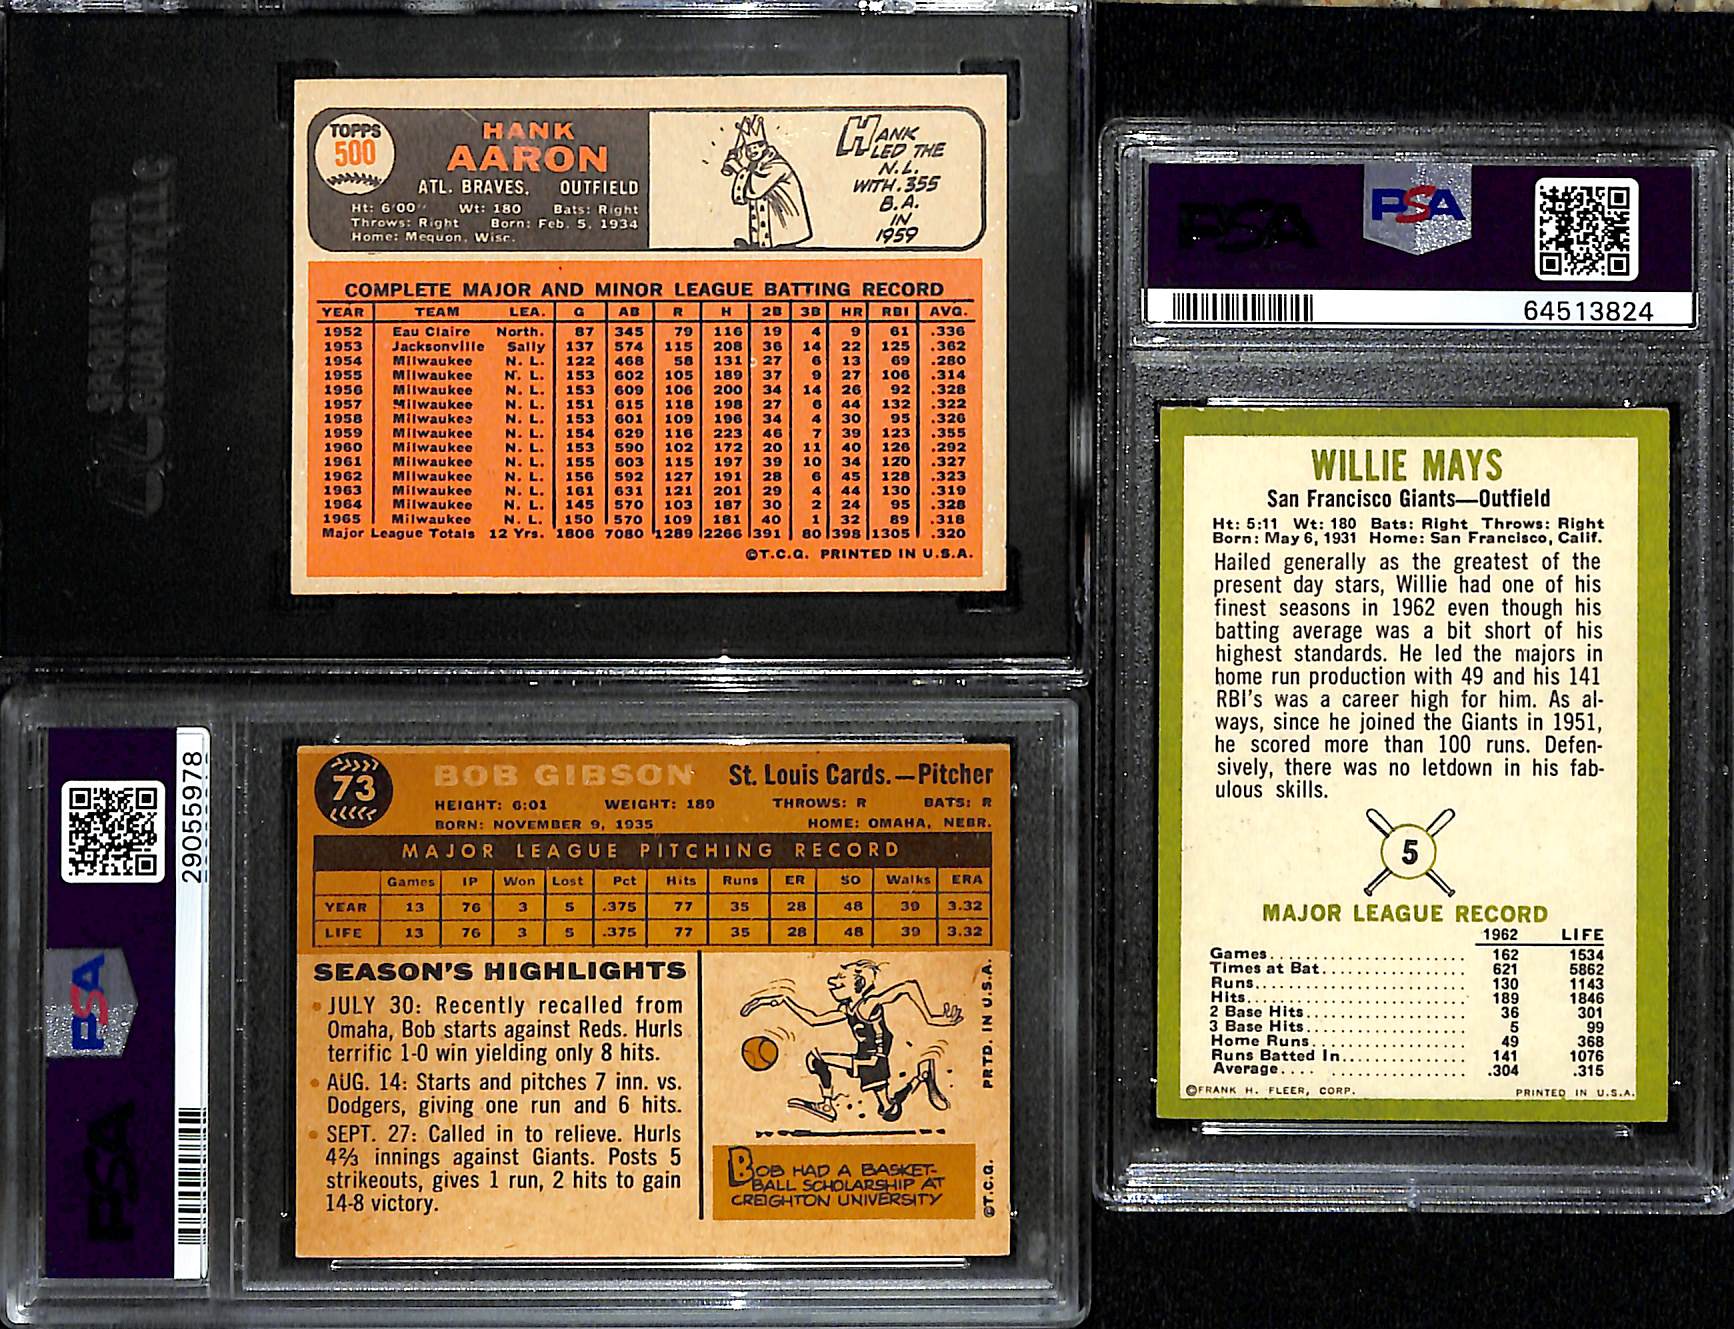 SPORTSCARD
GUARANTY LLC
TOPPS
500
HANK
AARON
ATL. BRAVES, OUTFIELD
Ht: 6'00" Wt: 180 Bats: Right
Throws: Right Born: Feb. 5, 1934
Home: Mequon, Wisc.
HANK
LED THE
N.L.
WITH .355
B.A.
IN
1959
COMPLETE MAJOR AND MINOR LEAGUE BATTING RECORD
YEAR TEAM LEA. G AB R H 2B 3B HR RBI AVG.
1952 Eau Claire North. 87 345 79 116 19 4 9 61 .336
1953 Jacksonville Sally 137 574 115 208 36 14 22 125 .362
1954 Milwaukee N. L. 122 468 58 131 27 6 13 69 .280
1955 Milwaukee N. L. 153 602 105 189 37 9 27 106 .314
1956 Milwaukee N. L. 153 609 106 200 34 14 26 92 .328
1957 Milwaukee N. L. 151 615 118 198 27 6 44 132 .322
1958 Milwaukee N. L. 153 601 109 196 34 4 30 95 .326
1959 Milwaukee N. L. 154 629 116 223 46 7 39 123 .355
1960 Milwaukee N. L. 153 590 102 172 20 11 40 126 .292
1961 Milwaukee N. L. 155 603 115 197 39 10 34 120 .327
1962 Milwaukee N. L. 156 592 127 191 28 6 45 128 .323
1963 Milwaukee N. L. 161 631 121 201 29 4 44 130 .319
1964 Milwaukee N. L. 145 570 103 187 30 2 24 95 .328
1965 Milwaukee N. L. 150 570 109 181 40 1 32 89 .318
Major League Totals 12 Yrs. 1806 7080 1289 2266 391 80 398 1305 .320
©T.C.G. PRINTED IN U.S.A.
PSA
PSA
64513824
WILLIE MAYS
San Francisco Giants—Outfield
Ht: 5:11 Wt: 180 Bats: Right Throws: Right
Born: May 6, 1931 Home: San Francisco, Calif.
Hailed generally as the greatest of the
present day stars, Willie had one of his
finest seasons in 1962 even though his
batting average was a bit short of his
highest standards. He led the majors in
home run production with 49 and his 141
RBI's was a career high for him. As al-
ways, since he joined the Giants in 1951,
he scored more than 100 runs. Defen-
sively, there was no letdown in his fab-
ulous skills.
5
MAJOR LEAGUE RECORD
1962 LIFE
Games 162 1534
Times at Bat 621 5862
Runs 130 1143
Hits 189 1846
2 Base Hits 36 301
3 Base Hits 5 99
Home Runs 49 368
Runs Batted In 141 1076
Average .304 .315
©FRANK H. FLEER, CORP. PRINTED IN U.S.A.
29055978
PSA
PSA
73
BOB GIBSON St. Louis Cards.—Pitcher
HEIGHT: 6:01 WEIGHT: 189 THROWS: R BATS: R
BORN: NOVEMBER 9, 1935 HOME: OMAHA, NEBR.
MAJOR LEAGUE PITCHING RECORD
Games IP Won Lost Pct Hits Runs ER SO Walks ERA
YEAR 13 76 3 5 .375 77 35 28 48 39 3.32
LIFE 13 76 3 5 .375 77 35 28 48 39 3.32
SEASON'S HIGHLIGHTS
• JULY 30: Recently recalled from
Omaha, Bob starts against Reds. Hurls
terrific 1-0 win yielding only 8 hits.
• AUG. 14: Starts and pitches 7 inn. vs.
Dodgers, giving one run and 6 hits.
• SEPT. 27: Called in to relieve. Hurls
4⅔ innings against Giants. Posts 5
strikeouts, gives 1 run, 2 hits to gain
14-8 victory.
BOB HAD A BASKET-
BALL SCHOLARSHIP AT
CREIGHTON UNIVERSITY
©T.C.G. PRTD. IN U.S.A.